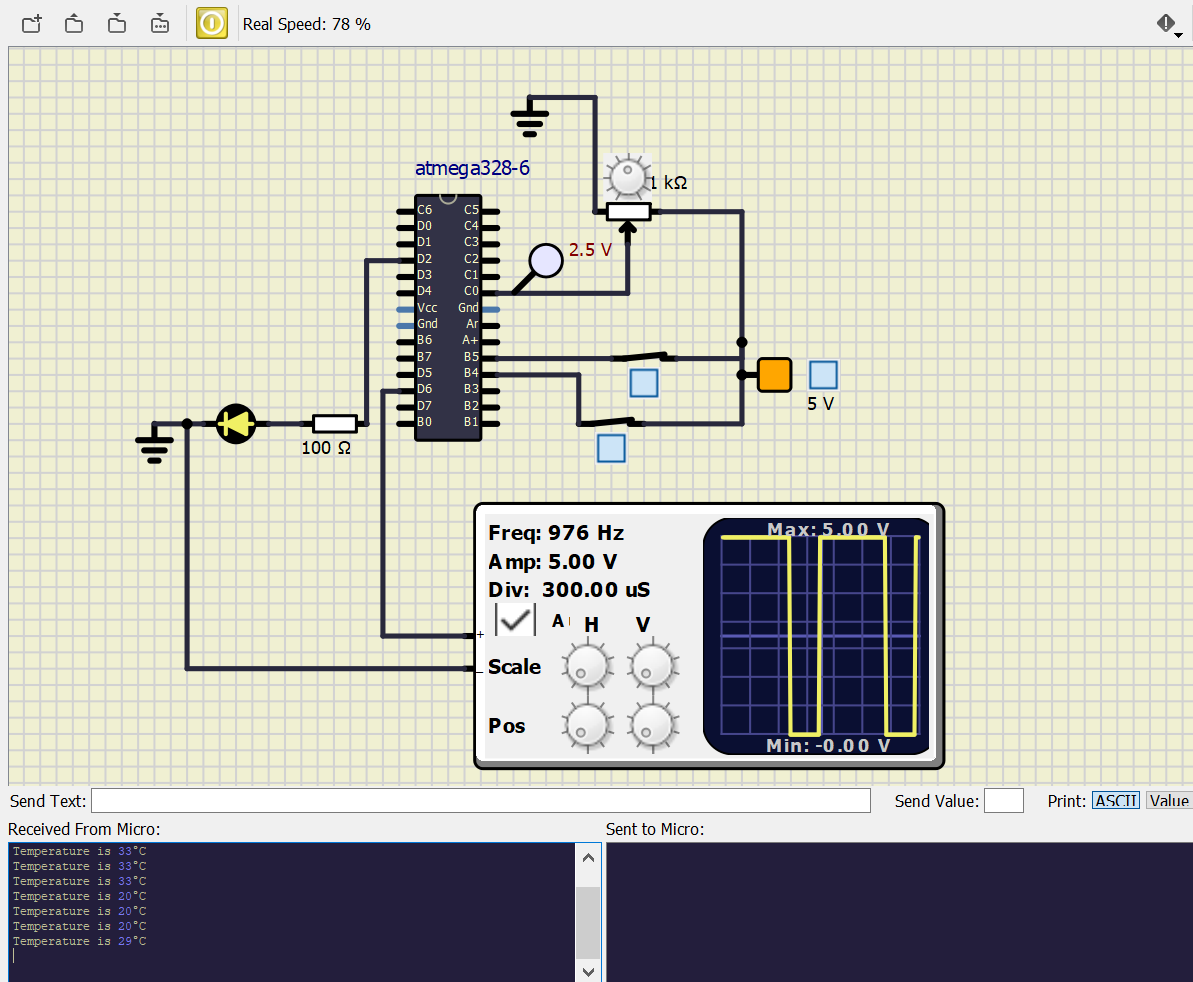 Real Speed: 78 %
atmega328-6
1 kΩ
2.5 V
C6 C5
D0 C4
D1 C3
D2 C2
D3 C1
D4 C0
Vcc Gnd
Gnd Ar
B6 A+
B7 B5
D5 B4
D6 B3
D7 B2
B0 B1
5 V
100 Ω
Freq: 976 Hz
Amp: 5.00 V
Div: 300.00 uS
A H V
+
Scale
–
Pos
Max: 5.00 V
Min: -0.00 V
Send Text: Send Value: Print: ASCII Value
Received From Micro: Sent to Micro:
Temperature is 33°C
Temperature is 33°C
Temperature is 33°C
Temperature is 20°C
Temperature is 20°C
Temperature is 20°C
Temperature is 29°C